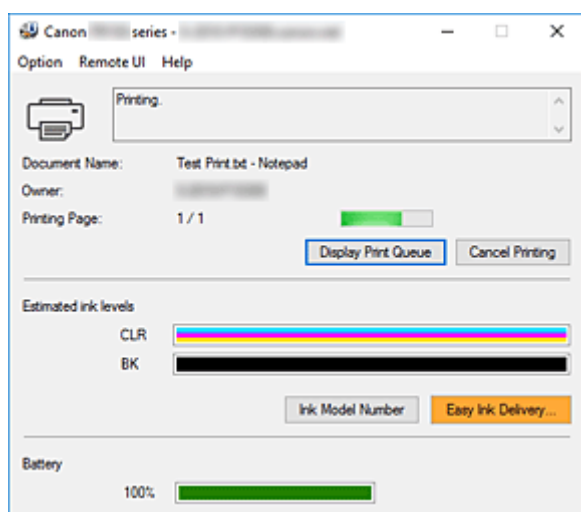 Canon series -
Option Remote UI Help
Printing.
Document Name: Test Print.txt - Notepad
Owner:
Printing Page: 1 / 1
Display Print Queue Cancel Printing
Estimated ink levels
CLR
BK
Ink Model Number Easy Ink Delivery...
Battery
100%